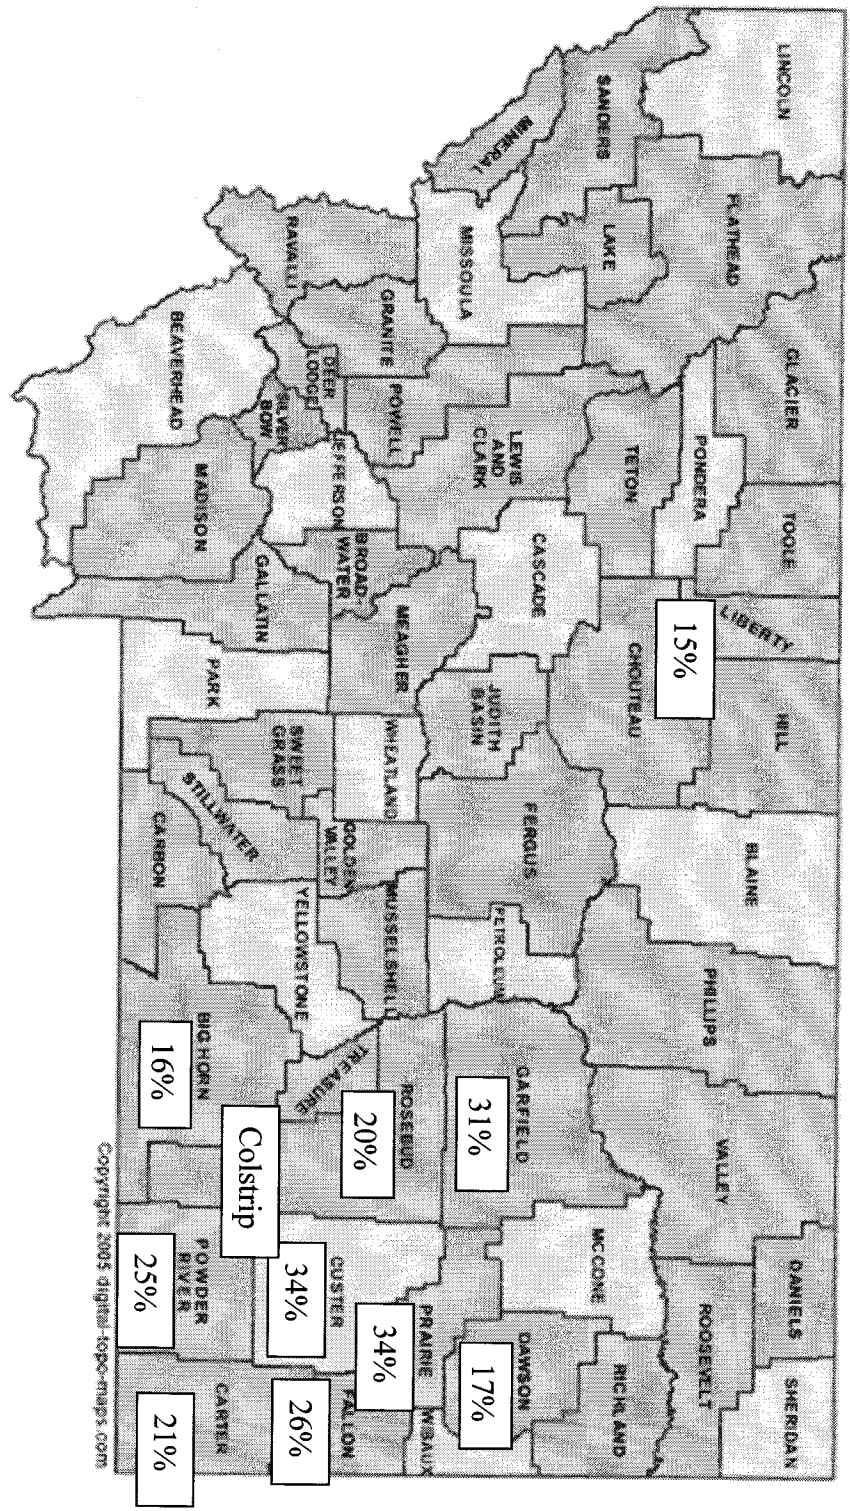 LINCOLN
SANDERS
MINERAL
FLATHEAD
LAKE
MISSOULA
RAVALLI
GRANITE
GLACIER
PONDERA
TETON
LEWIS
AND
CLARK
POWELL
DEER
LODGE
SILVER
BOW
JEFFERSON
BEAVERHEAD
MADISON
TOOLE
LIBERTY
15%
CASCADE
BROAD-
WATER
MEAGHER
GALLATIN
PARK
HILL
CHOUTEAU
JUDITH
BASIN
WHEATLAND
SWEET
GRASS
STILLWATER
CARBON
BLAINE
FERGUS
GOLDEN
VALLEY
MUSSELSHELL
PETROLEUM
YELLOWSTONE
PHILLIPS
BIG HORN
16%
TREASURE
ROSEBUD
20%
GARFIELD
31%
VALLEY
Colstrip
MCCONE
DANIELS
ROOSEVELT
SHERIDAN
RICHLAND
DAWSON
17%
PRAIRIE
34%
WIBAUX
CUSTER
34%
FALLON
26%
POWDER
RIVER
25%
CARTER
21%
Copyright 2005 digital-topo-maps.com